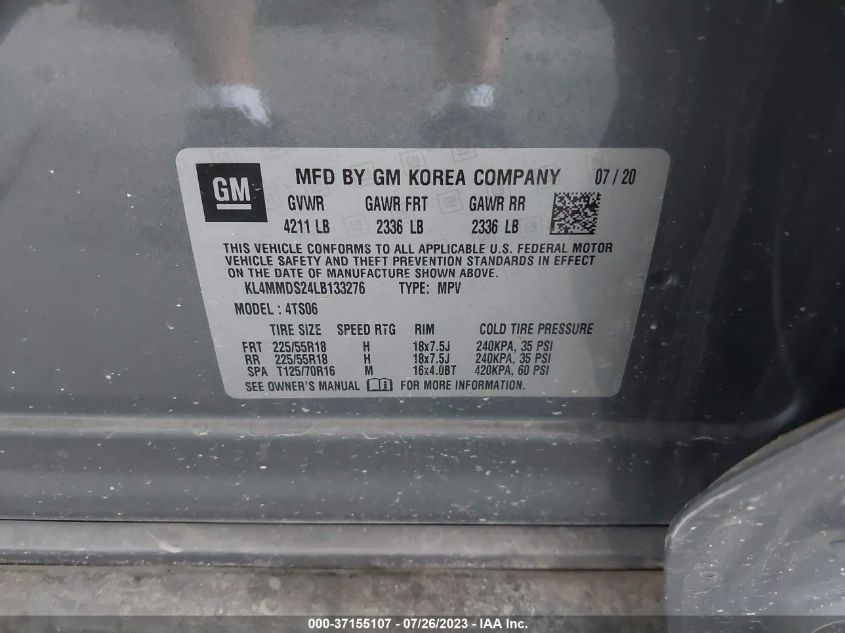 GM
MFD BY GM KOREA COMPANY 07 / 20
GVWR GAWR FRT GAWR RR
4211 LB 2336 LB 2336 LB
THIS VEHICLE CONFORMS TO ALL APPLICABLE U.S. FEDERAL MOTOR
VEHICLE SAFETY AND THEFT PREVENTION STANDARDS IN EFFECT ON
THE DATE OF MANUFACTURE SHOWN ABOVE.
KL4MMDS24LB133276 TYPE: MPV
MODEL : 4TS06
TIRE SIZE SPEED RTG RIM COLD TIRE PRESSURE
FRT 225/55R18 H 18x7.5J 240KPA, 35 PSI
RR 225/55R18 H 18x7.5J 240KPA, 35 PSI
SPA T125/70R16 M 16x4.0BT 420KPA, 60 PSI
SEE OWNER'S MANUAL FOR MORE INFORMATION.
000-37155107 - 07/26/2023 - IAA Inc.